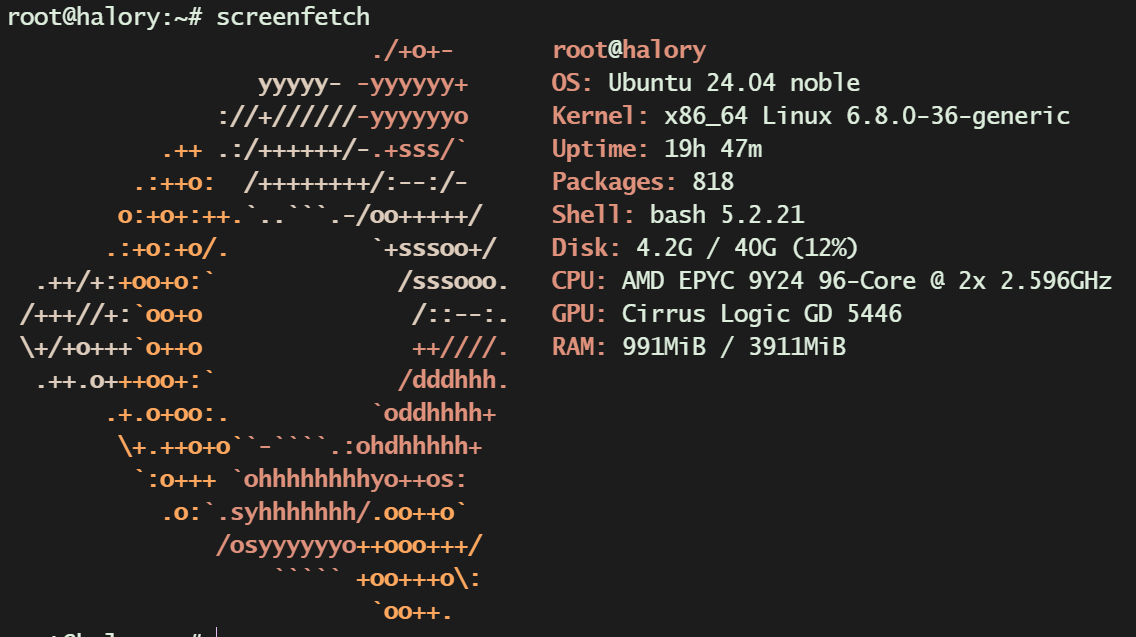 root@halory:~# screenfetch
                          ./+o+-       root@halory
                  yyyyy- -yyyyyy+      OS: Ubuntu 24.04 noble
               ://+//////-yyyyyyo      Kernel: x86_64 Linux 6.8.0-36-generic
           .++ .:/++++++/-.+sss/`      Uptime: 19h 47m
         .:++o:  /++++++++/:--:/-      Packages: 818
        o:+o+:++.`..```.-/oo+++++/     Shell: bash 5.2.21
       .:+o:+o/.          `+sssoo+/    Disk: 4.2G / 40G (12%)
  .++/+:+oo+o:`             /sssooo.   CPU: AMD EPYC 9Y24 96-Core @ 2x 2.596GHz
 /+++//+:`oo+o               /::--:.   GPU: Cirrus Logic GD 5446
 \+/+o+++`o++o               ++////.   RAM: 991MiB / 3911MiB
  .++.o+++oo+:`             /dddhhh.
       .+.o+oo:.          `oddhhhh+
        \+.++o+o``-````.:ohdhhhhh+
         `:o+++ `ohhhhhhhhyo++os:
           .o:`.syhhhhhhh/.oo++o`
               /osyyyyyyo++ooo+++/
                   ````` +oo+++o\:
                          `oo++.